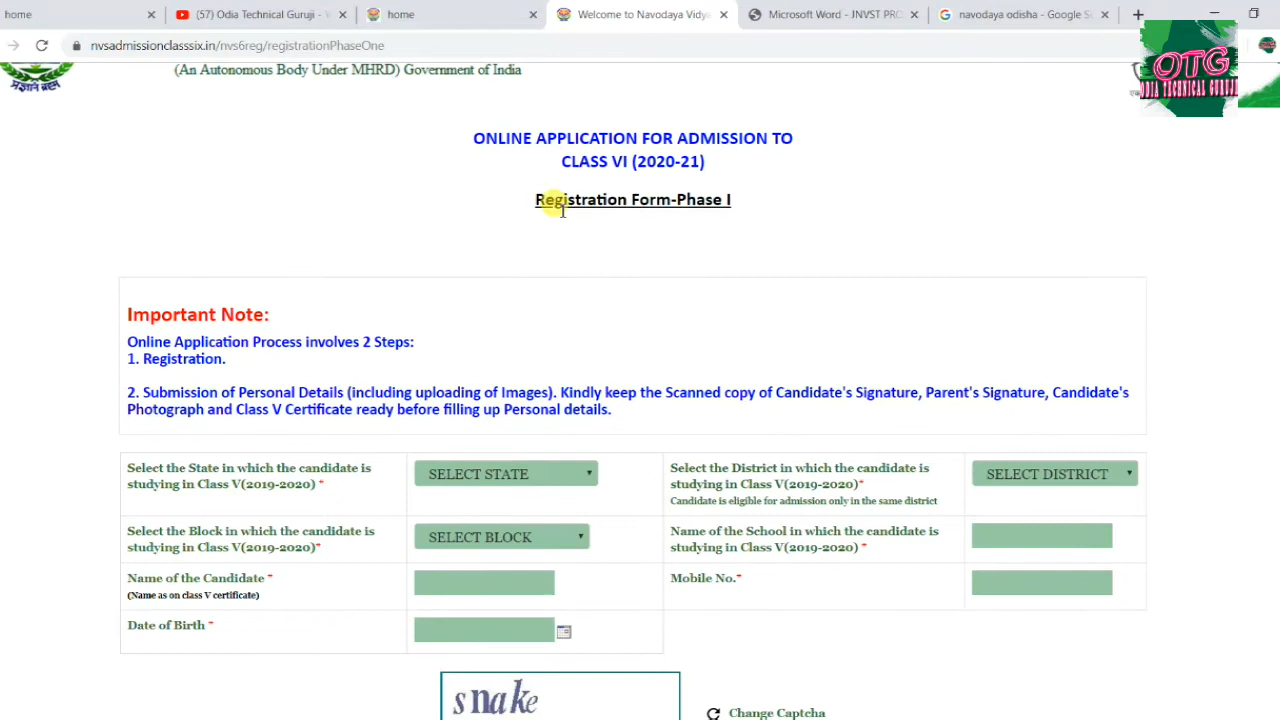 home
(57) Odia Technical Guruji - Y
home
Welcome to Navodaya Vidya
Microsoft Word - JNVST PRO
navodaya odisha - Google S
nvsadmissionclasssix.in/nvs6reg/registrationPhaseOne
OTG
ODIA TECHNICAL GURUJI
(An Autonomous Body Under MHRD) Government of India
ONLINE APPLICATION FOR ADMISSION TO
CLASS VI (2020-21)
Registration Form-Phase I
Important Note:
Online Application Process involves 2 Steps:
1. Registration.
2. Submission of Personal Details (including uploading of Images). Kindly keep the Scanned copy of Candidate's Signature, Parent's Signature, Candidate's
Photograph and Class V Certificate ready before filling up Personal details.
Select the State in which the candidate is
studying in Class V(2019-2020) *
SELECT STATE
Select the District in which the candidate is
studying in Class V(2019-2020)*
Candidate is eligible for admission only in the same district
SELECT DISTRICT
Select the Block in which the candidate is
studying in Class V(2019-2020)*
SELECT BLOCK
Name of the School in which the candidate is
studying in Class V(2019-2020) *
Name of the Candidate *
(Name as on class V certificate)
Mobile No.*
Date of Birth *
snake
Change Captcha